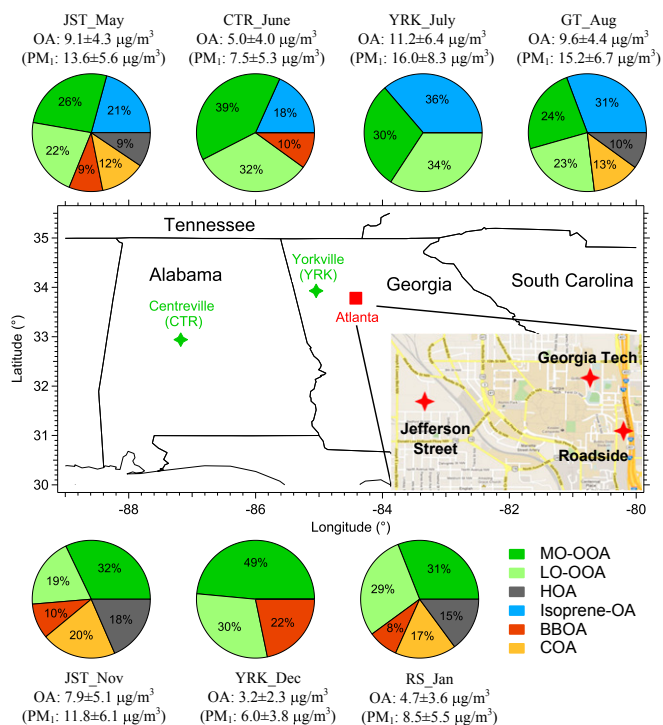 JST_May
OA: 9.1±4.3 µg/m³
(PM₁: 13.6±5.6 µg/m³)
CTR_June
OA: 5.0±4.0 µg/m³
(PM₁: 7.5±5.3 µg/m³)
YRK_July
OA: 11.2±6.4 µg/m³
(PM₁: 16.0±8.3 µg/m³)
GT_Aug
OA: 9.6±4.4 µg/m³
(PM₁: 15.2±6.7 µg/m³)
26%
21%
9%
12%
9%
22%
39%
18%
10%
32%
36%
30%
34%
24%
31%
10%
13%
23%
Tennessee
Alabama
Georgia
South Carolina
Yorkville
(YRK)
Centreville
(CTR)
Atlanta
Georgia Tech
Jefferson
Street
Roadside
Latitude (°)
35
34
33
32
31
30
-88
-86
-84
-82
-80
Longitude (°)
32%
19%
10%
20%
18%
49%
30%
22%
31%
29%
8%
17%
15%
MO-OOA
LO-OOA
HOA
Isoprene-OA
BBOA
COA
JST_Nov
OA: 7.9±5.1 µg/m³
(PM₁: 11.8±6.1 µg/m³)
YRK_Dec
OA: 3.2±2.3 µg/m³
(PM₁: 6.0±3.8 µg/m³)
RS_Jan
OA: 4.7±3.6 µg/m³
(PM₁: 8.5±5.5 µg/m³)